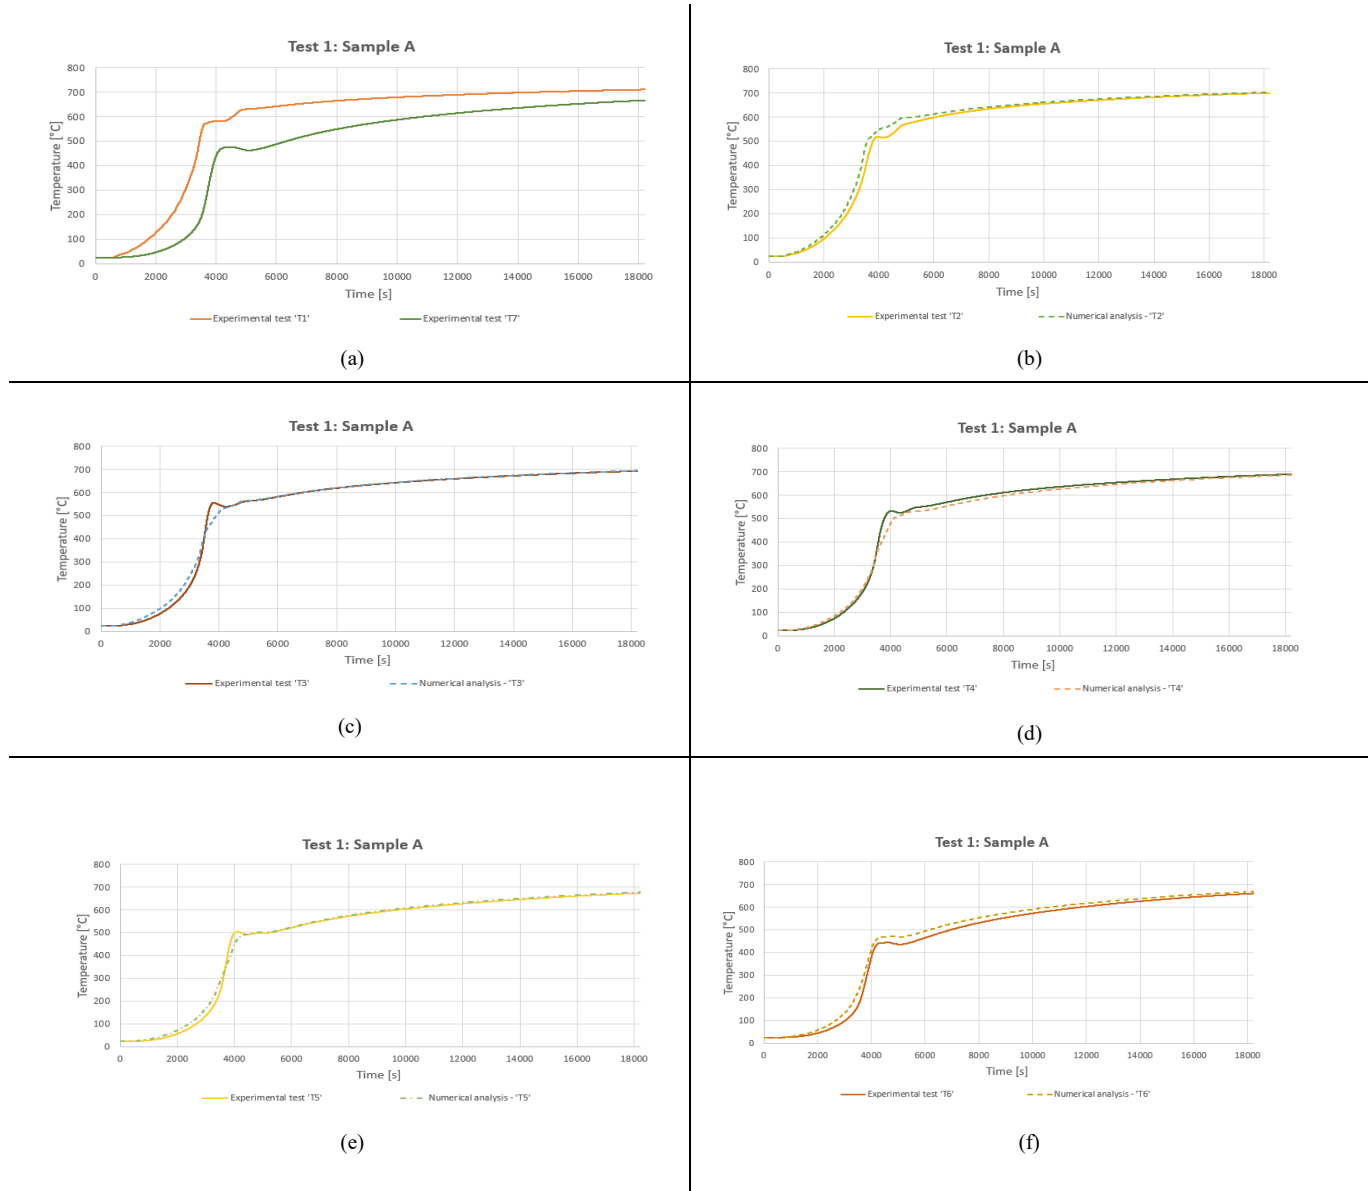 Test 1: Sample A
Temperature [°C]
800
700
600
500
400
300
200
100
0
0 2000 4000 6000 8000 10000 12000 14000 16000 18000
Time [s]
Experimental test 'T1' Experimental test 'T7'
(a)
Test 1: Sample A
Temperature [°C]
800
700
600
500
400
300
200
100
0
0 2000 4000 6000 8000 10000 12000 14000 16000 18000
Time [s]
Experimental test 'T2' Numerical analysis - 'T2'
(b)
Test 1: Sample A
Temperature [°C]
800
700
600
500
400
300
200
100
0
0 2000 4000 6000 8000 10000 12000 14000 16000 18000
Time [s]
Experimental test 'T3' Numerical analysis - 'T3'
(c)
Test 1: Sample A
Temperature [°C]
800
700
600
500
400
300
200
100
0
0 2000 4000 6000 8000 10000 12000 14000 16000 18000
Time [s]
Experimental test 'T4' Numerical analysis - 'T4'
(d)
Test 1: Sample A
Temperature [°C]
800
700
600
500
400
300
200
100
0
0 2000 4000 6000 8000 10000 12000 14000 16000 18000
Time [s]
Experimental test 'T5' Numerical analysis - 'T5'
(e)
Test 1: Sample A
Temperature [°C]
800
700
600
500
400
300
200
100
0
0 2000 4000 6000 8000 10000 12000 14000 16000 18000
Time [s]
Experimental test 'T6' Numerical analysis - 'T6'
(f)